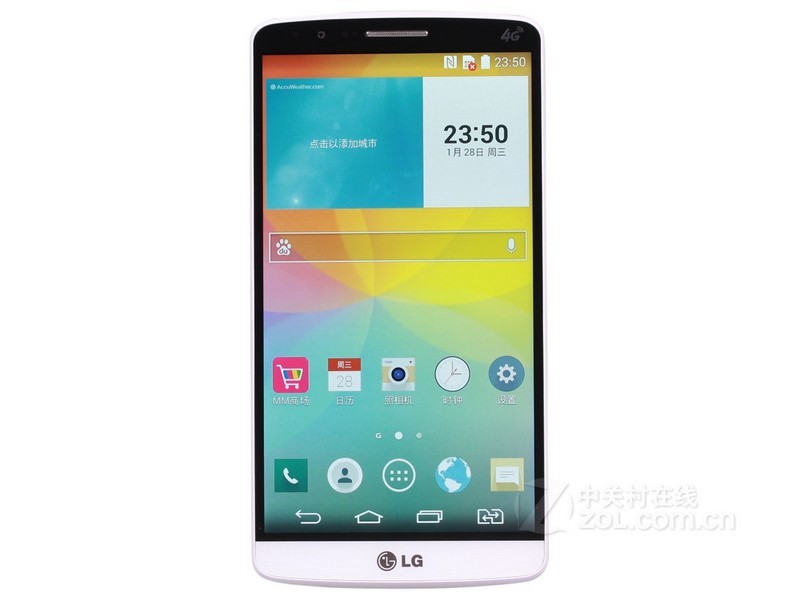 4G
23:50
AccuWeather.com
点击以添加城市
23:50
1月28日 周三
du
MM商场
周三
28
日历
照相机
时钟
设置
G
LG
中关村在线
ZOL.com.cn